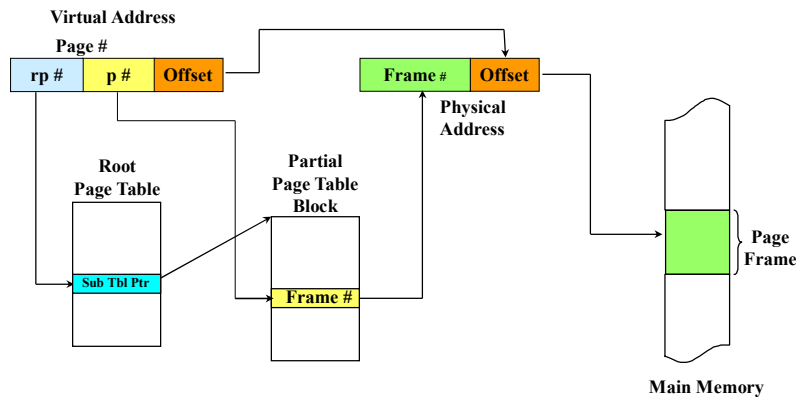 Virtual Address
Page #
rp #
p #
Offset
Frame #
Offset
Physical
Address
Root
Page Table
Partial
Page Table
Block
Sub Tbl Ptr
Frame #
Page
Frame
Main Memory